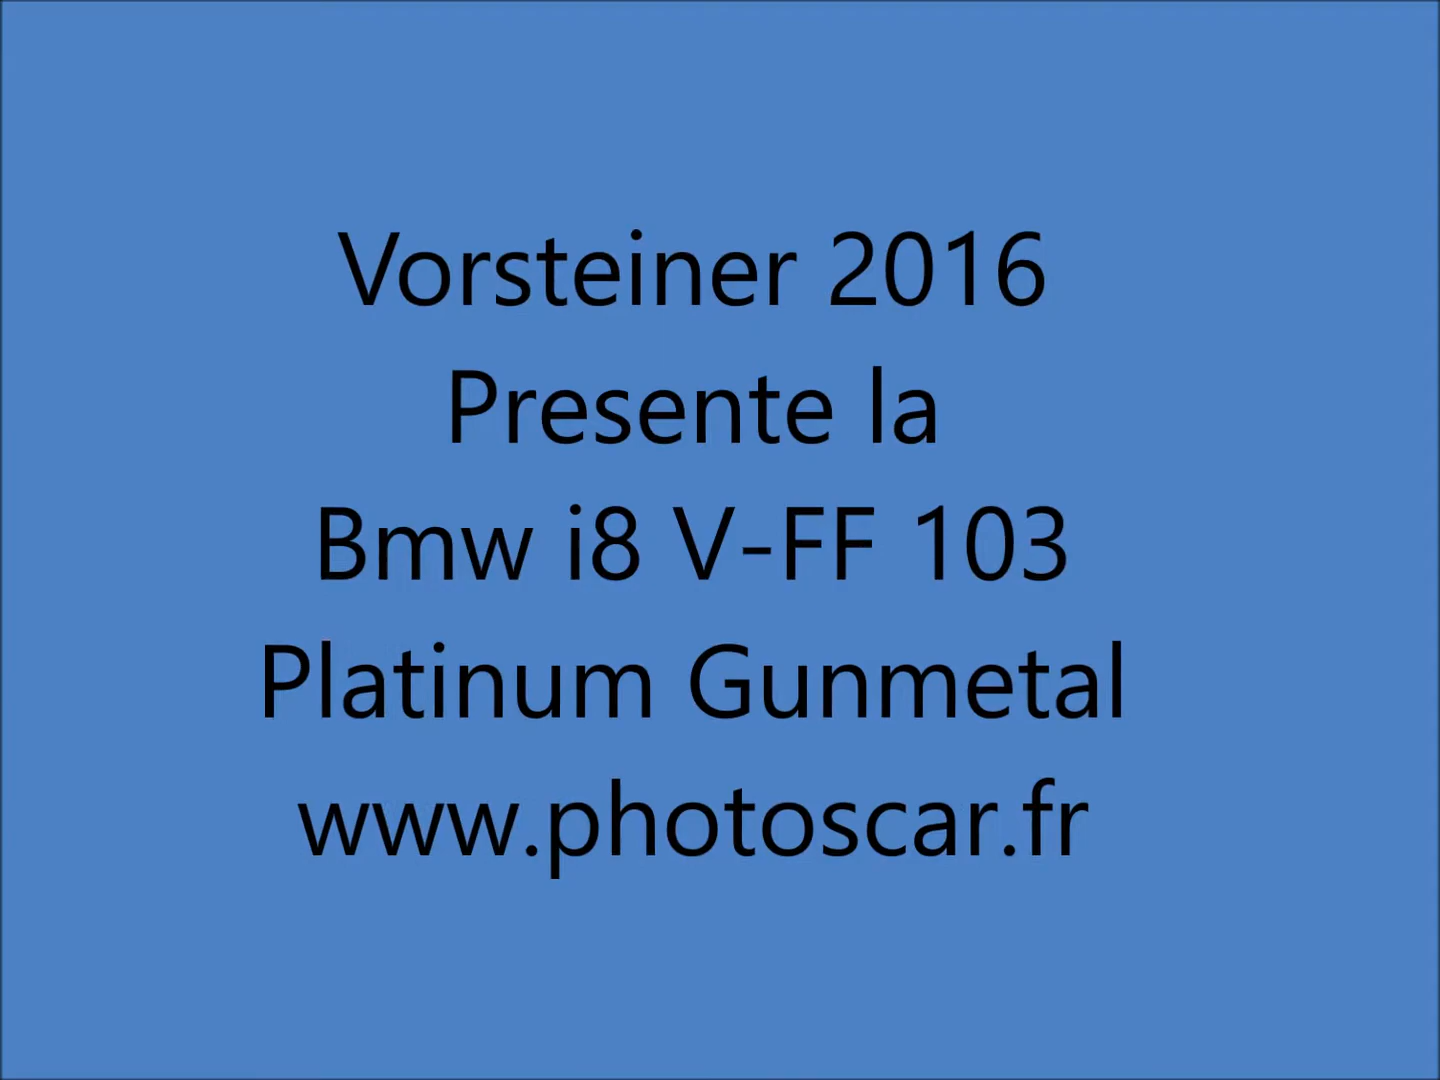 Vorsteiner 2016
Presente la
Bmw i8 V-FF 103
Platinum Gunmetal
www.photoscar.fr